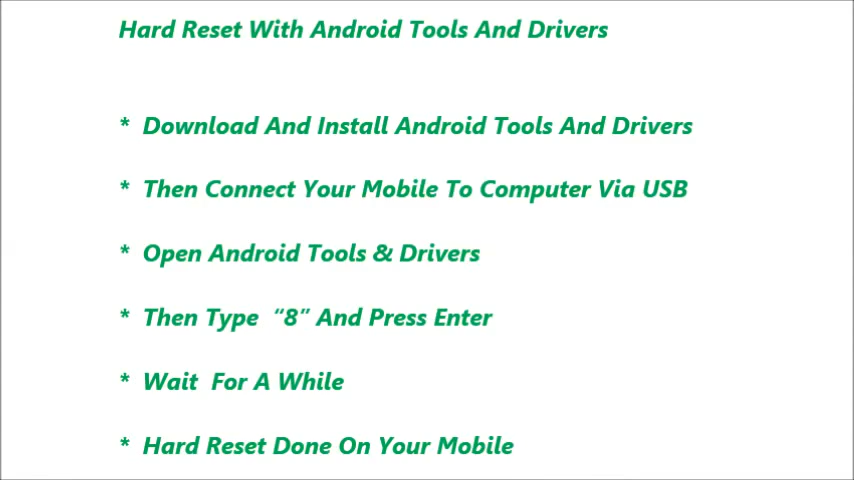 Hard Reset With Android Tools And Drivers
* Download And Install Android Tools And Drivers
* Then Connect Your Mobile To Computer Via USB
* Open Android Tools & Drivers
* Then Type “8” And Press Enter
* Wait For A While
* Hard Reset Done On Your Mobile